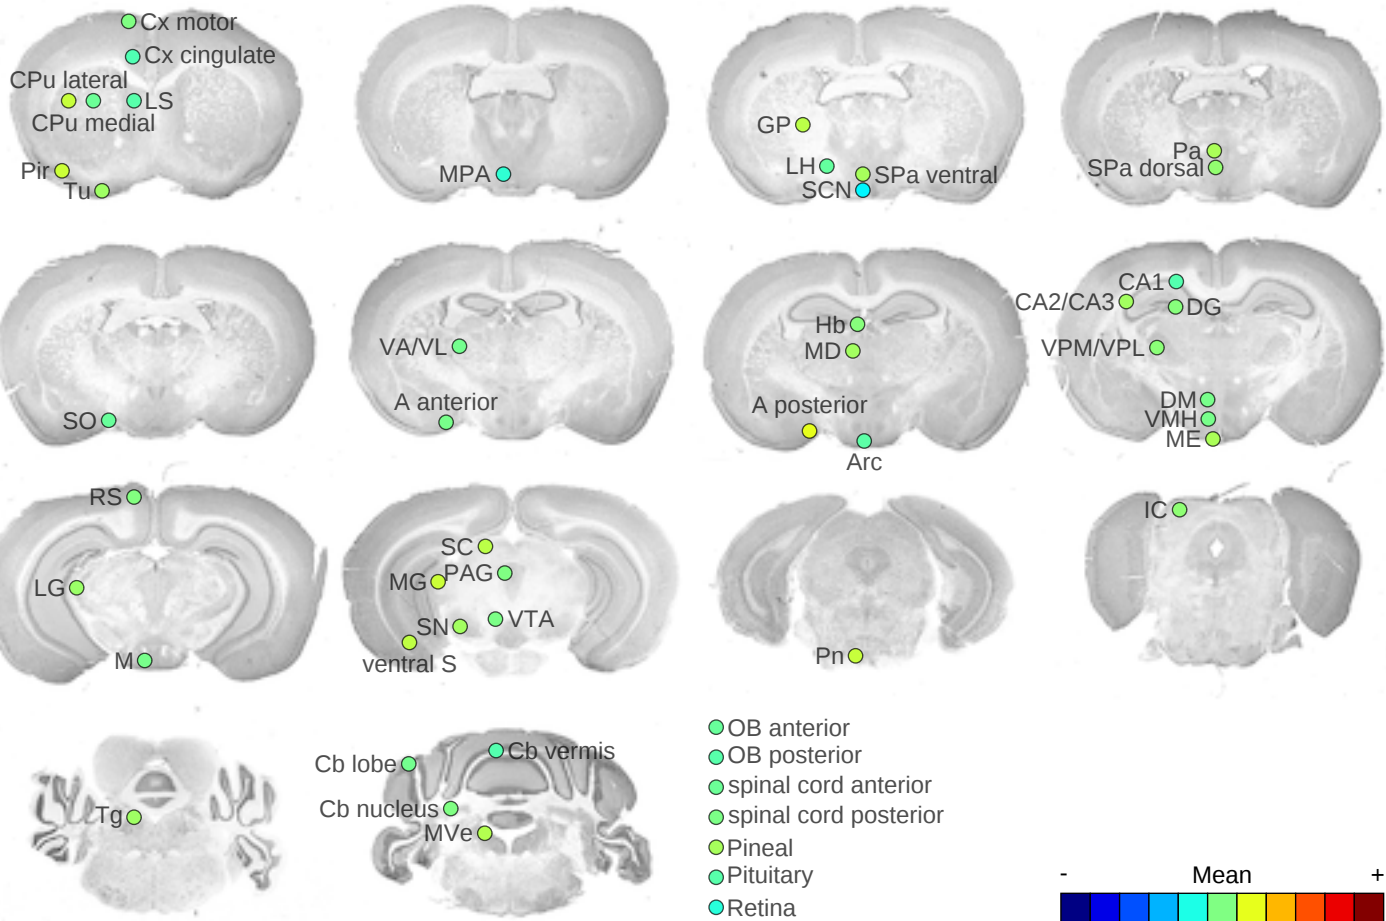 Cx motor
Cx cingulate
CPu lateral
LS
CPu medial
Pir
Tu
MPA
GP
LH
SPa ventral
SCN
Pa
SPa dorsal
SO
VA/VL
A anterior
Hb
MD
A posterior
Arc
CA1
CA2/CA3
DG
VPM/VPL
DM
VMH
ME
RS
LG
M
SC
MG
PAG
SN
VTA
ventral S
Pn
IC
Tg
Cb lobe
Cb vermis
Cb nucleus
MVe
OB anterior
OB posterior
spinal cord anterior
spinal cord posterior
Pineal
Pituitary
Retina
- Mean +